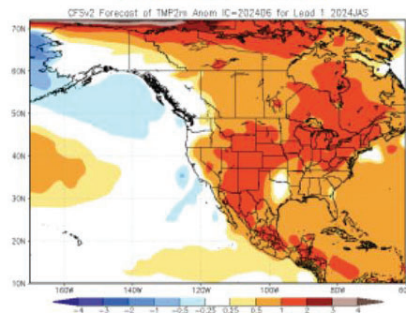 CFSv2 Forecast of TMP2m Anom IC=202406 for Lead 1 2024JAS
70N
60N
50N
40N
30N
20N
10N
160W
140W
120W
100W
80W
-4 -3 -2 -1 -0.5 -0.25 0.25 0.5 1 2 3 4